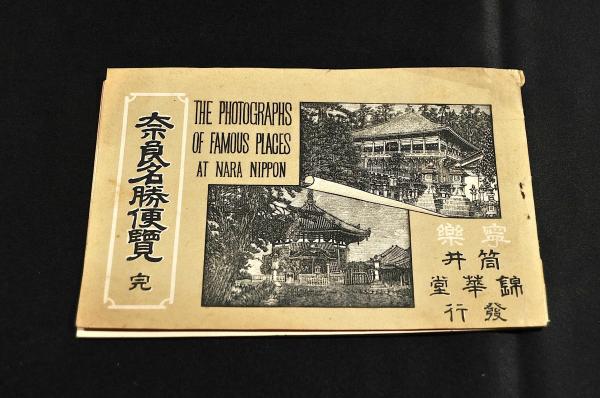 奈良名勝便覽 完
THE PHOTOGRAPHS
OF FAMOUS PLACES
AT NARA NIPPON
寧樂
筒井
錦華堂
發行